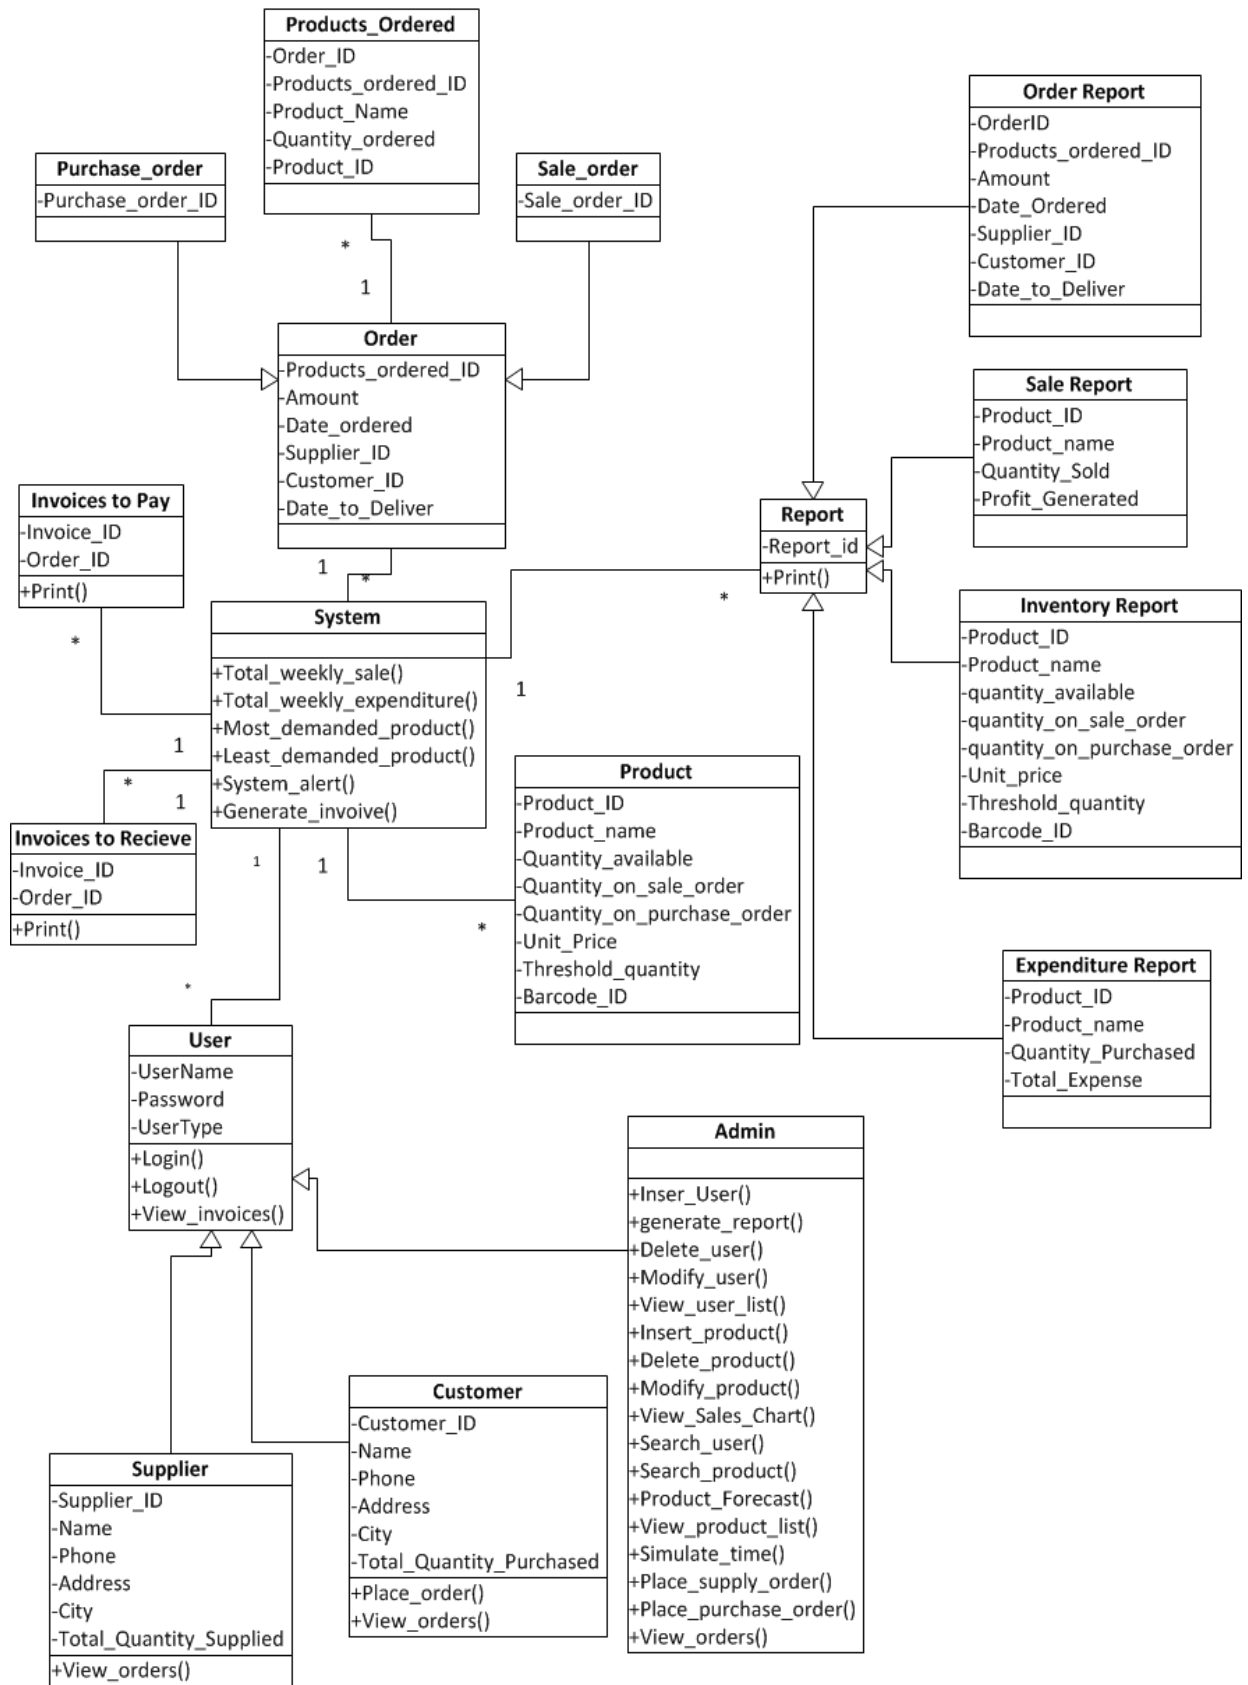 Products_Ordered
-Order_ID
-Products_ordered_ID
-Product_Name
-Quantity_ordered
-Product_ID
Purchase_order
-Purchase_order_ID
Sale_order
-Sale_order_ID
*
1
Order
-Products_ordered_ID
-Amount
-Date_ordered
-Supplier_ID
-Customer_ID
-Date_to_Deliver
Order Report
-OrderID
-Products_ordered_ID
-Amount
-Date_Ordered
-Supplier_ID
-Customer_ID
-Date_to_Deliver
Sale Report
-Product_ID
-Product_name
-Quantity_Sold
-Profit_Generated
Invoices to Pay
-Invoice_ID
-Order_ID
+Print()
Report
-Report_id
+Print()
1
*
*
*
System
+Total_weekly_sale()
+Total_weekly_expenditure()
+Most_demanded_product()
+Least_demanded_product()
+System_alert()
+Generate_invoive()
1
1
*
1
Inventory Report
-Product_ID
-Product_name
-quantity_available
-quantity_on_sale_order
-quantity_on_purchase_order
-Unit_price
-Threshold_quantity
-Barcode_ID
Invoices to Recieve
-Invoice_ID
-Order_ID
+Print()
1
1
*
*
Product
-Product_ID
-Product_name
-Quantity_available
-Quantity_on_sale_order
-Quantity_on_purchase_order
-Unit_Price
-Threshold_quantity
-Barcode_ID
Expenditure Report
-Product_ID
-Product_name
-Quantity_Purchased
-Total_Expense
User
-UserName
-Password
-UserType
+Login()
+Logout()
+View_invoices()
Admin
+Inser_User()
+generate_report()
+Delete_user()
+Modify_user()
+View_user_list()
+Insert_product()
+Delete_product()
+Modify_product()
+View_Sales_Chart()
+Search_user()
+Search_product()
+Product_Forecast()
+View_product_list()
+Simulate_time()
+Place_supply_order()
+Place_purchase_order()
+View_orders()
Customer
-Customer_ID
-Name
-Phone
-Address
-City
-Total_Quantity_Purchased
+Place_order()
+View_orders()
Supplier
-Supplier_ID
-Name
-Phone
-Address
-City
-Total_Quantity_Supplied
+View_orders()